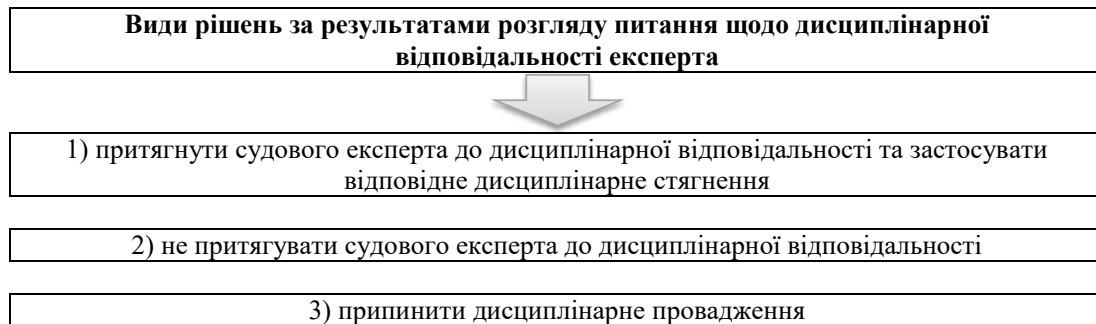 Види рішень за результатами розгляду питання щодо дисциплінарної
відповідальності експерта
1) притягнути судового експерта до дисциплінарної відповідальності та застосувати
відповідне дисциплінарне стягнення
2) не притягувати судового експерта до дисциплінарної відповідальності
3) припинити дисциплінарне провадження